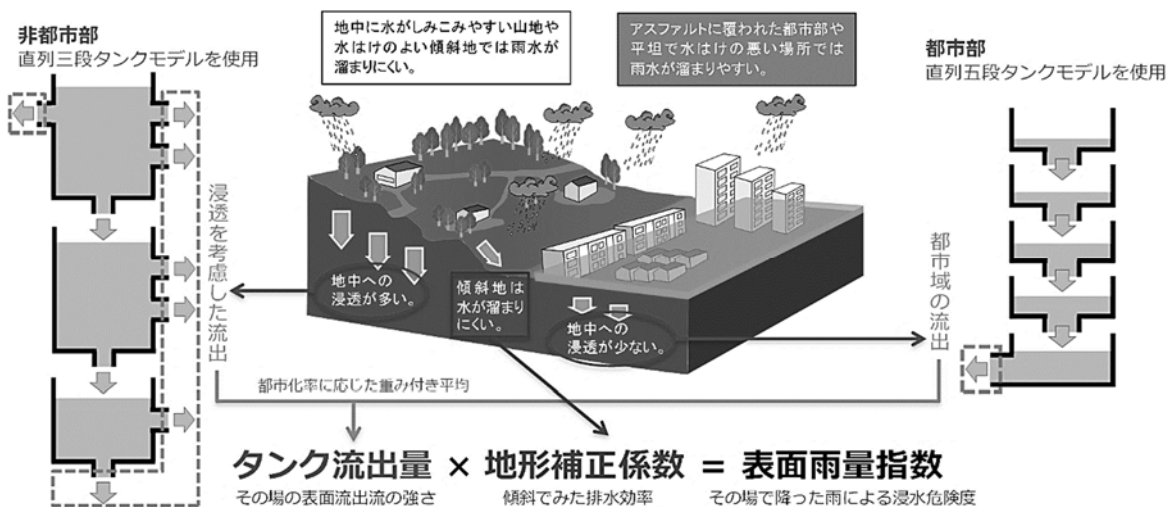 非都市部
直列三段タンクモデルを使用
地中に水がしみこみやすい山地や
水はけのよい傾斜地では雨水が
溜まりにくい。
アスファルトに覆われた都市部や
平坦で水はけの悪い場所では
雨水が溜まりやすい。
都市部
直列五段タンクモデルを使用
浸透を考慮した流出
地中への
浸透が多い。
傾斜地は
水が溜まり
にくい。
地中への
浸透が少ない。
都市域の流出
都市化率に応じた重み付き平均
タンク流出量 × 地形補正係数 = 表面雨量指数
その場の表面流出流の強さ
傾斜でみた排水効率
その場で降った雨による浸水危険度